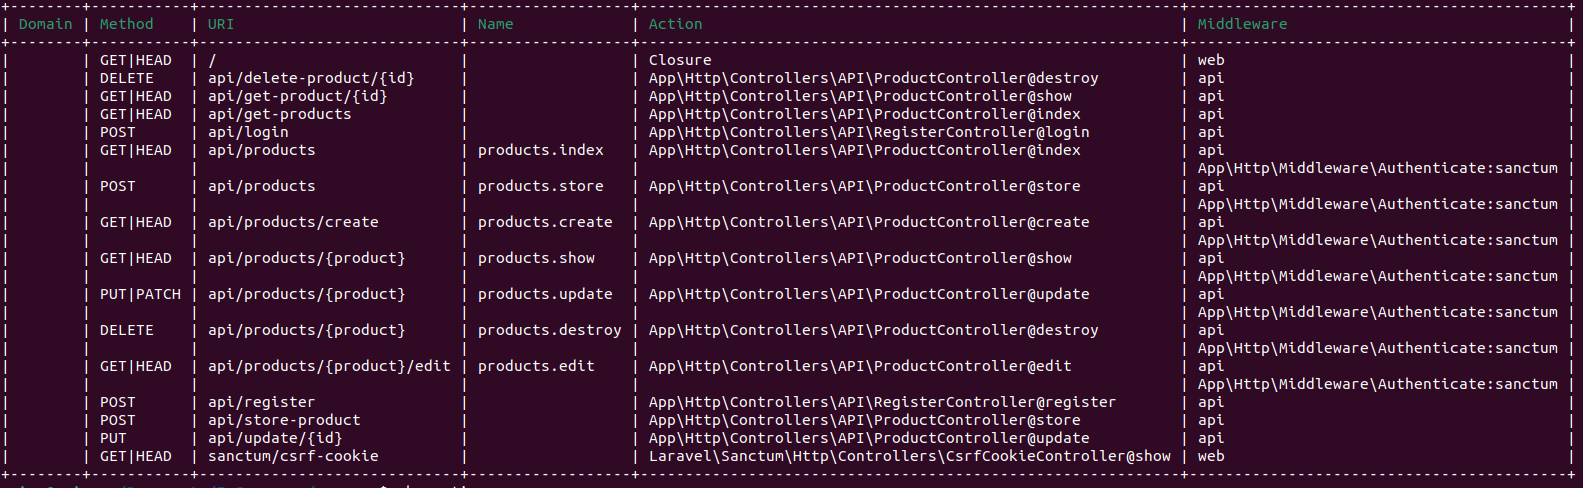 +--------+-----------+-----------------------------+------------------+------------------------------------------------------------+------------------------------------------+
| Domain | Method    | URI                         | Name             | Action                                                     | Middleware                               |
+--------+-----------+-----------------------------+------------------+------------------------------------------------------------+------------------------------------------+
|        | GET|HEAD  | /                           |                  | Closure                                                    | web                                      |
|        | DELETE    | api/delete-product/{id}     |                  | App\Http\Controllers\API\ProductController@destroy         | api                                      |
|        | GET|HEAD  | api/get-product/{id}        |                  | App\Http\Controllers\API\ProductController@show            | api                                      |
|        | GET|HEAD  | api/get-products            |                  | App\Http\Controllers\API\ProductController@index           | api                                      |
|        | POST      | api/login                   |                  | App\Http\Controllers\API\RegisterController@login          | api                                      |
|        | GET|HEAD  | api/products                | products.index   | App\Http\Controllers\API\ProductController@index           | api                                      |
|        |           |                             |                  |                                                            | App\Http\Middleware\Authenticate:sanctum |
|        | POST      | api/products                | products.store   | App\Http\Controllers\API\ProductController@store           | api                                      |
|        |           |                             |                  |                                                            | App\Http\Middleware\Authenticate:sanctum |
|        | GET|HEAD  | api/products/create         | products.create  | App\Http\Controllers\API\ProductController@create          | api                                      |
|        |           |                             |                  |                                                            | App\Http\Middleware\Authenticate:sanctum |
|        | GET|HEAD  | api/products/{product}      | products.show    | App\Http\Controllers\API\ProductController@show            | api                                      |
|        |           |                             |                  |                                                            | App\Http\Middleware\Authenticate:sanctum |
|        | PUT|PATCH | api/products/{product}      | products.update  | App\Http\Controllers\API\ProductController@update          | api                                      |
|        |           |                             |                  |                                                            | App\Http\Middleware\Authenticate:sanctum |
|        | DELETE    | api/products/{product}      | products.destroy | App\Http\Controllers\API\ProductController@destroy         | api                                      |
|        |           |                             |                  |                                                            | App\Http\Middleware\Authenticate:sanctum |
|        | GET|HEAD  | api/products/{product}/edit | products.edit    | App\Http\Controllers\API\ProductController@edit            | api                                      |
|        |           |                             |                  |                                                            | App\Http\Middleware\Authenticate:sanctum |
|        | POST      | api/register                |                  | App\Http\Controllers\API\RegisterController@register       | api                                      |
|        | POST      | api/store-product           |                  | App\Http\Controllers\API\ProductController@store           | api                                      |
|        | PUT       | api/update/{id}             |                  | App\Http\Controllers\API\ProductController@update          | api                                      |
|        | GET|HEAD  | sanctum/csrf-cookie         |                  | Laravel\Sanctum\Http\Controllers\CsrfCookieController@show | web                                      |
+--------+-----------+-----------------------------+------------------+------------------------------------------------------------+------------------------------------------+